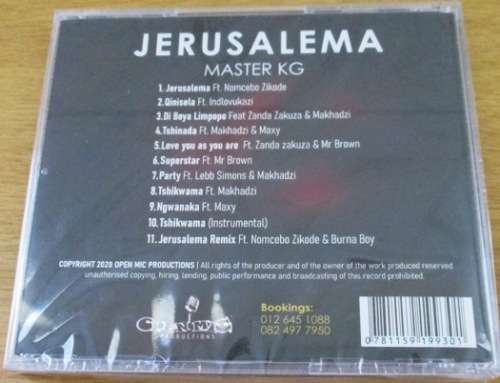 JERUSALEMA
MASTER KG
1. Jerusalema Ft. Nomcebo Zikode
2. Qinisela Ft. Indlovukazi
3. Di Boya Limpopo Feat Zanda Zakuza & Makhadzi
4. Tshinada Ft. Makhadzi & Maxy
5. Love you as you are Ft. Zanda zakuza & Mr Brown
6. Superstar Ft Mr Brown
7. Party Ft. Lebb Simons & Makhadzi
8. Tshikwama Ft. Makhadzi
9. Ngwanaka Ft. Maxy
10. Tshikwama (Instrumental)
11. Jerusalema Remix Ft. Nomcebo Zikode & Burna Boy
COPYRIGHT 2020 OPEN MIC PRODUCTIONS | All rights of the producer and of the owner of the work produced reserved
unauthorised copying, hiring, lending, public performance and broadcasting of this record prohibited.
PRODUCTIONS
Bookings:
012 645 1088
082 497 7950
0 781159 199301